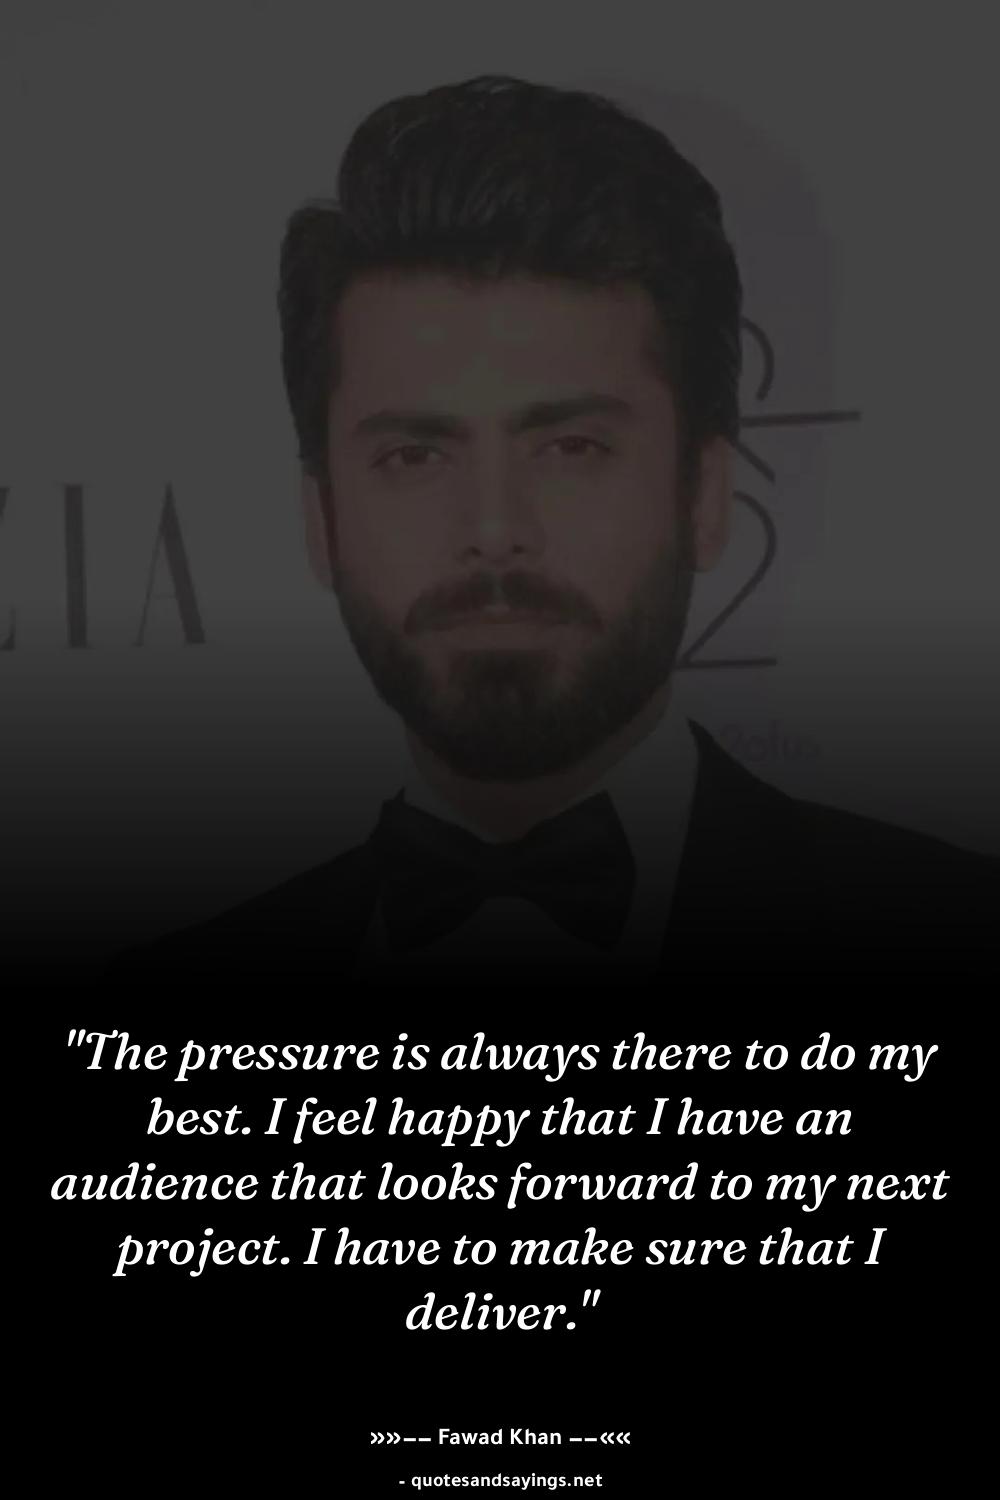 ZIA
"The pressure is always there to do my
best. I feel happy that I have an
audience that looks forward to my next
project. I have to make sure that I
deliver."
»»–– Fawad Khan ––««
- quotesandsayings.net